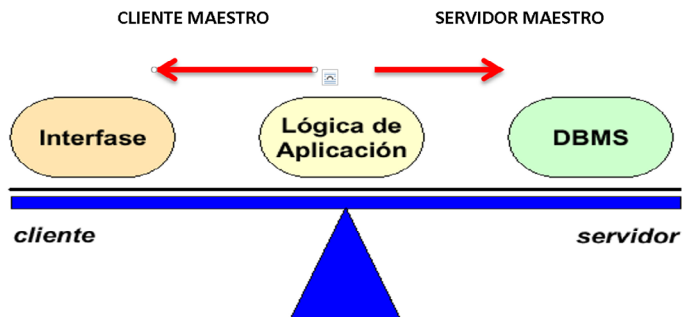 CLIENTE MAESTRO
SERVIDOR MAESTRO
Interfase
Lógica de
Aplicación
DBMS
cliente
servidor